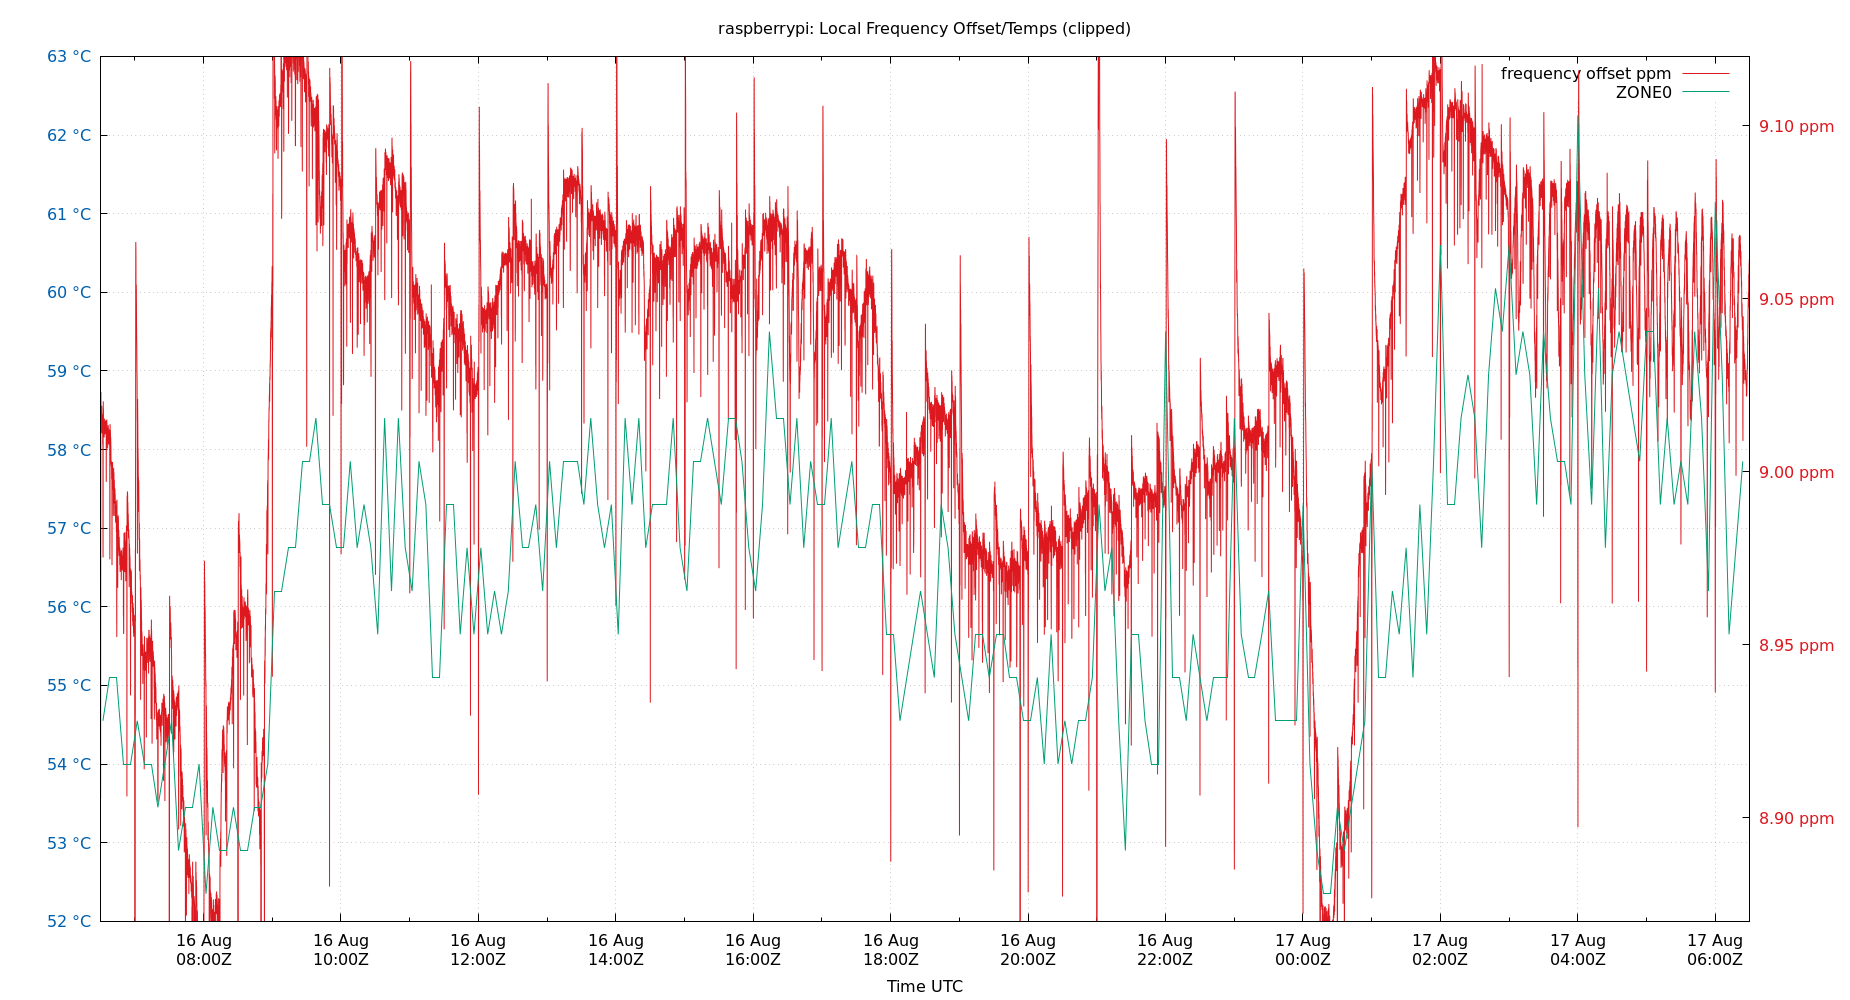 raspberrypi: Local Frequency Offset/Temps (clipped)
63 °C
62 °C
61 °C
60 °C
59 °C
58 °C
57 °C
56 °C
55 °C
54 °C
53 °C
52 °C
frequency offset ppm
ZONE0
9.10 ppm
9.05 ppm
9.00 ppm
8.95 ppm
8.90 ppm
16 Aug
08:00Z
16 Aug
10:00Z
16 Aug
12:00Z
16 Aug
14:00Z
16 Aug
16:00Z
16 Aug
18:00Z
16 Aug
20:00Z
16 Aug
22:00Z
17 Aug
00:00Z
17 Aug
02:00Z
17 Aug
04:00Z
17 Aug
06:00Z
Time UTC